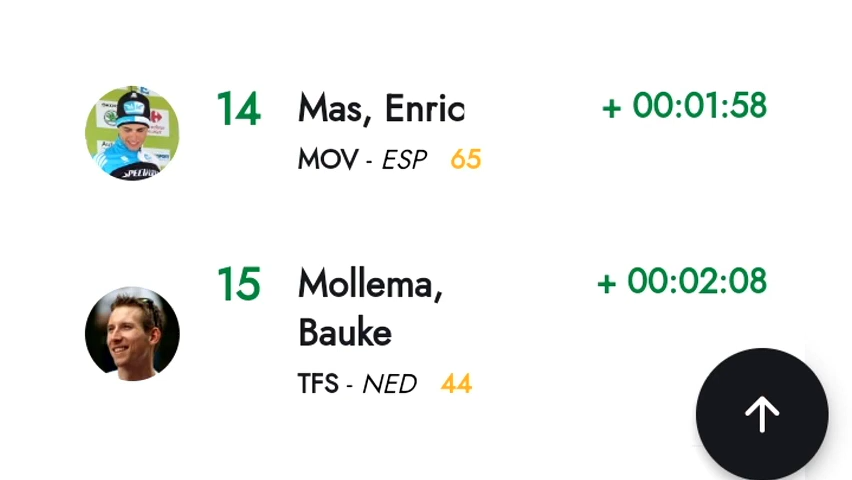 14 Mas, Enric + 00:01:58
MOV - ESP 65
15 Mollema, + 00:02:08
Bauke
TFS - NED 44